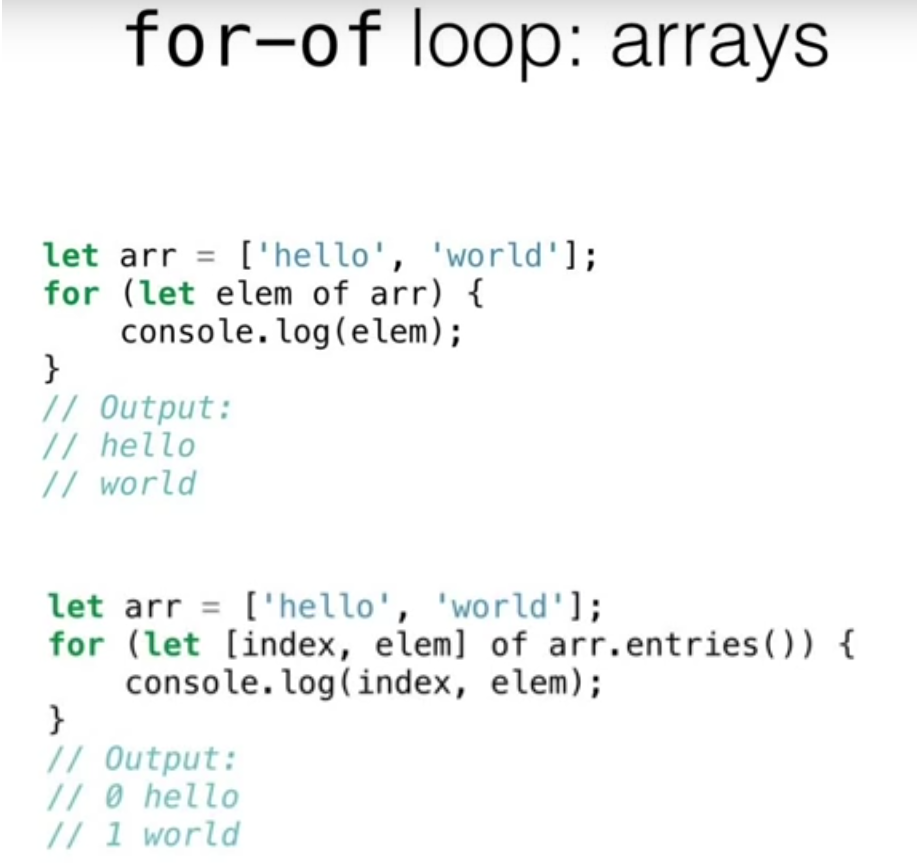 for-of loop: arrays
let arr = ['hello', 'world'];
for (let elem of arr) {
    console.log(elem);
}
// Output:
// hello
// world
let arr = ['hello', 'world'];
for (let [index, elem] of arr.entries()) {
    console.log(index, elem);
}
// Output:
// 0 hello
// 1 world